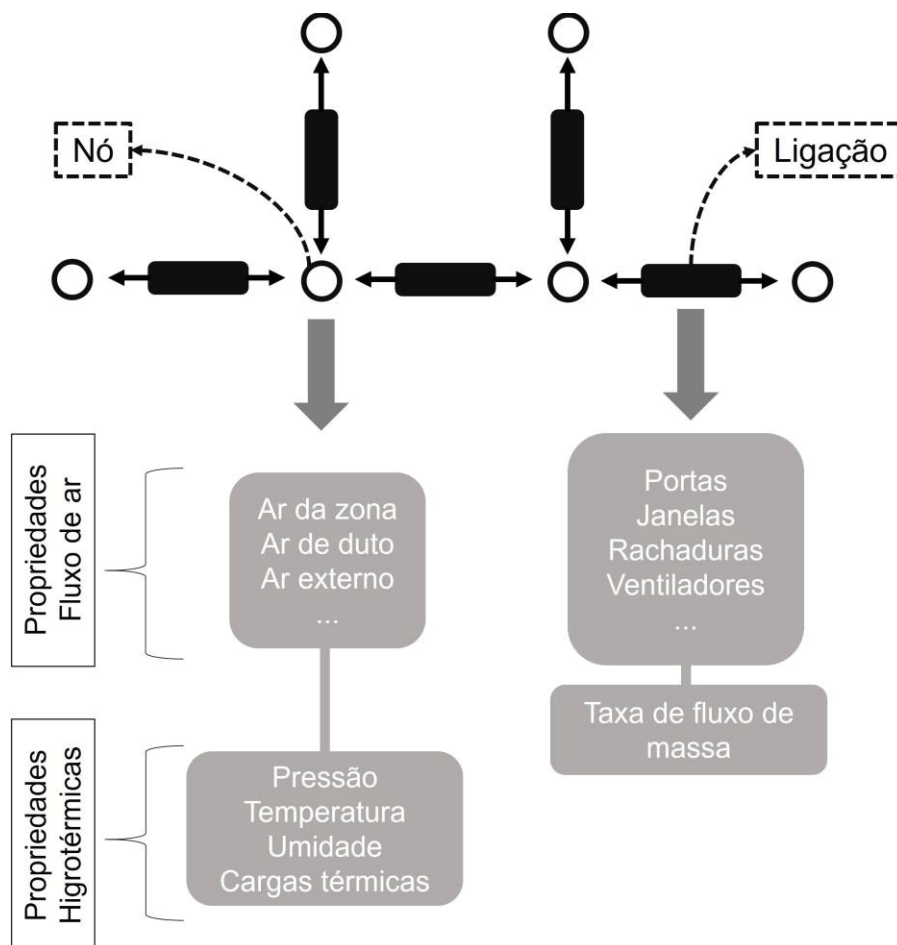 Nó
Ligação
Propriedades
Fluxo de ar
Ar da zona
Ar de duto
Ar externo
...
Portas
Janelas
Rachaduras
Ventiladores
...
Taxa de fluxo de
massa
Propriedades
Higrotérmicas
Pressão
Temperatura
Umidade
Cargas térmicas